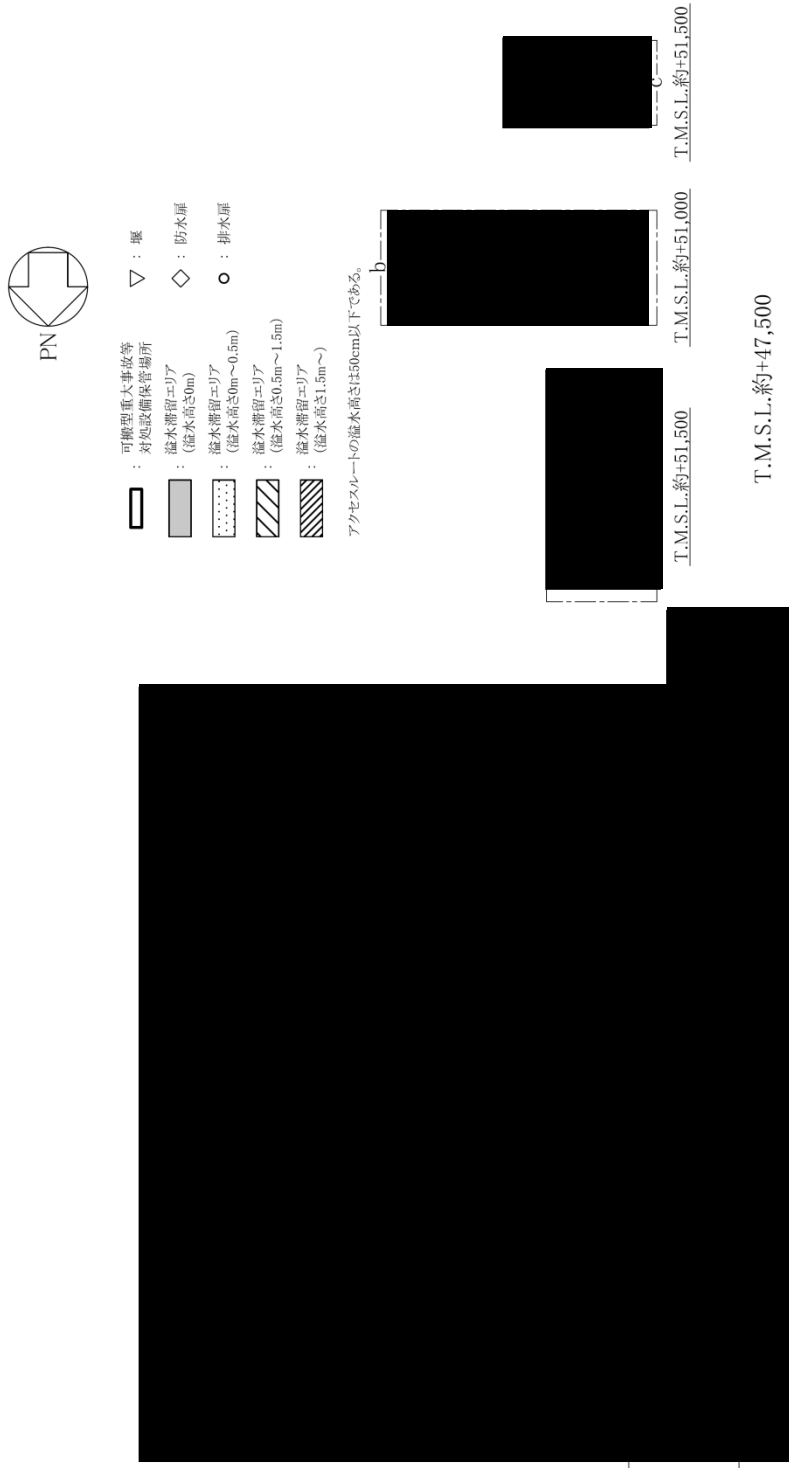 PN
: 可搬型重大事故等
対処設備保管場所
: 溢水滞留エリア
(溢水高さ0m)
: 溢水滞留エリア
(溢水高さ0m～0.5m)
: 溢水滞留エリア
(溢水高さ0.5m～1.5m)
: 溢水滞留エリア
(溢水高さ1.5m～)
: 堰
: 防水扉
: 排水扉
アクセスルートの溢水高さは50cm以下である。
b
c
T.M.S.L.約+51,500
T.M.S.L.約+51,000
T.M.S.L.約+51,500
T.M.S.L.約+47,500